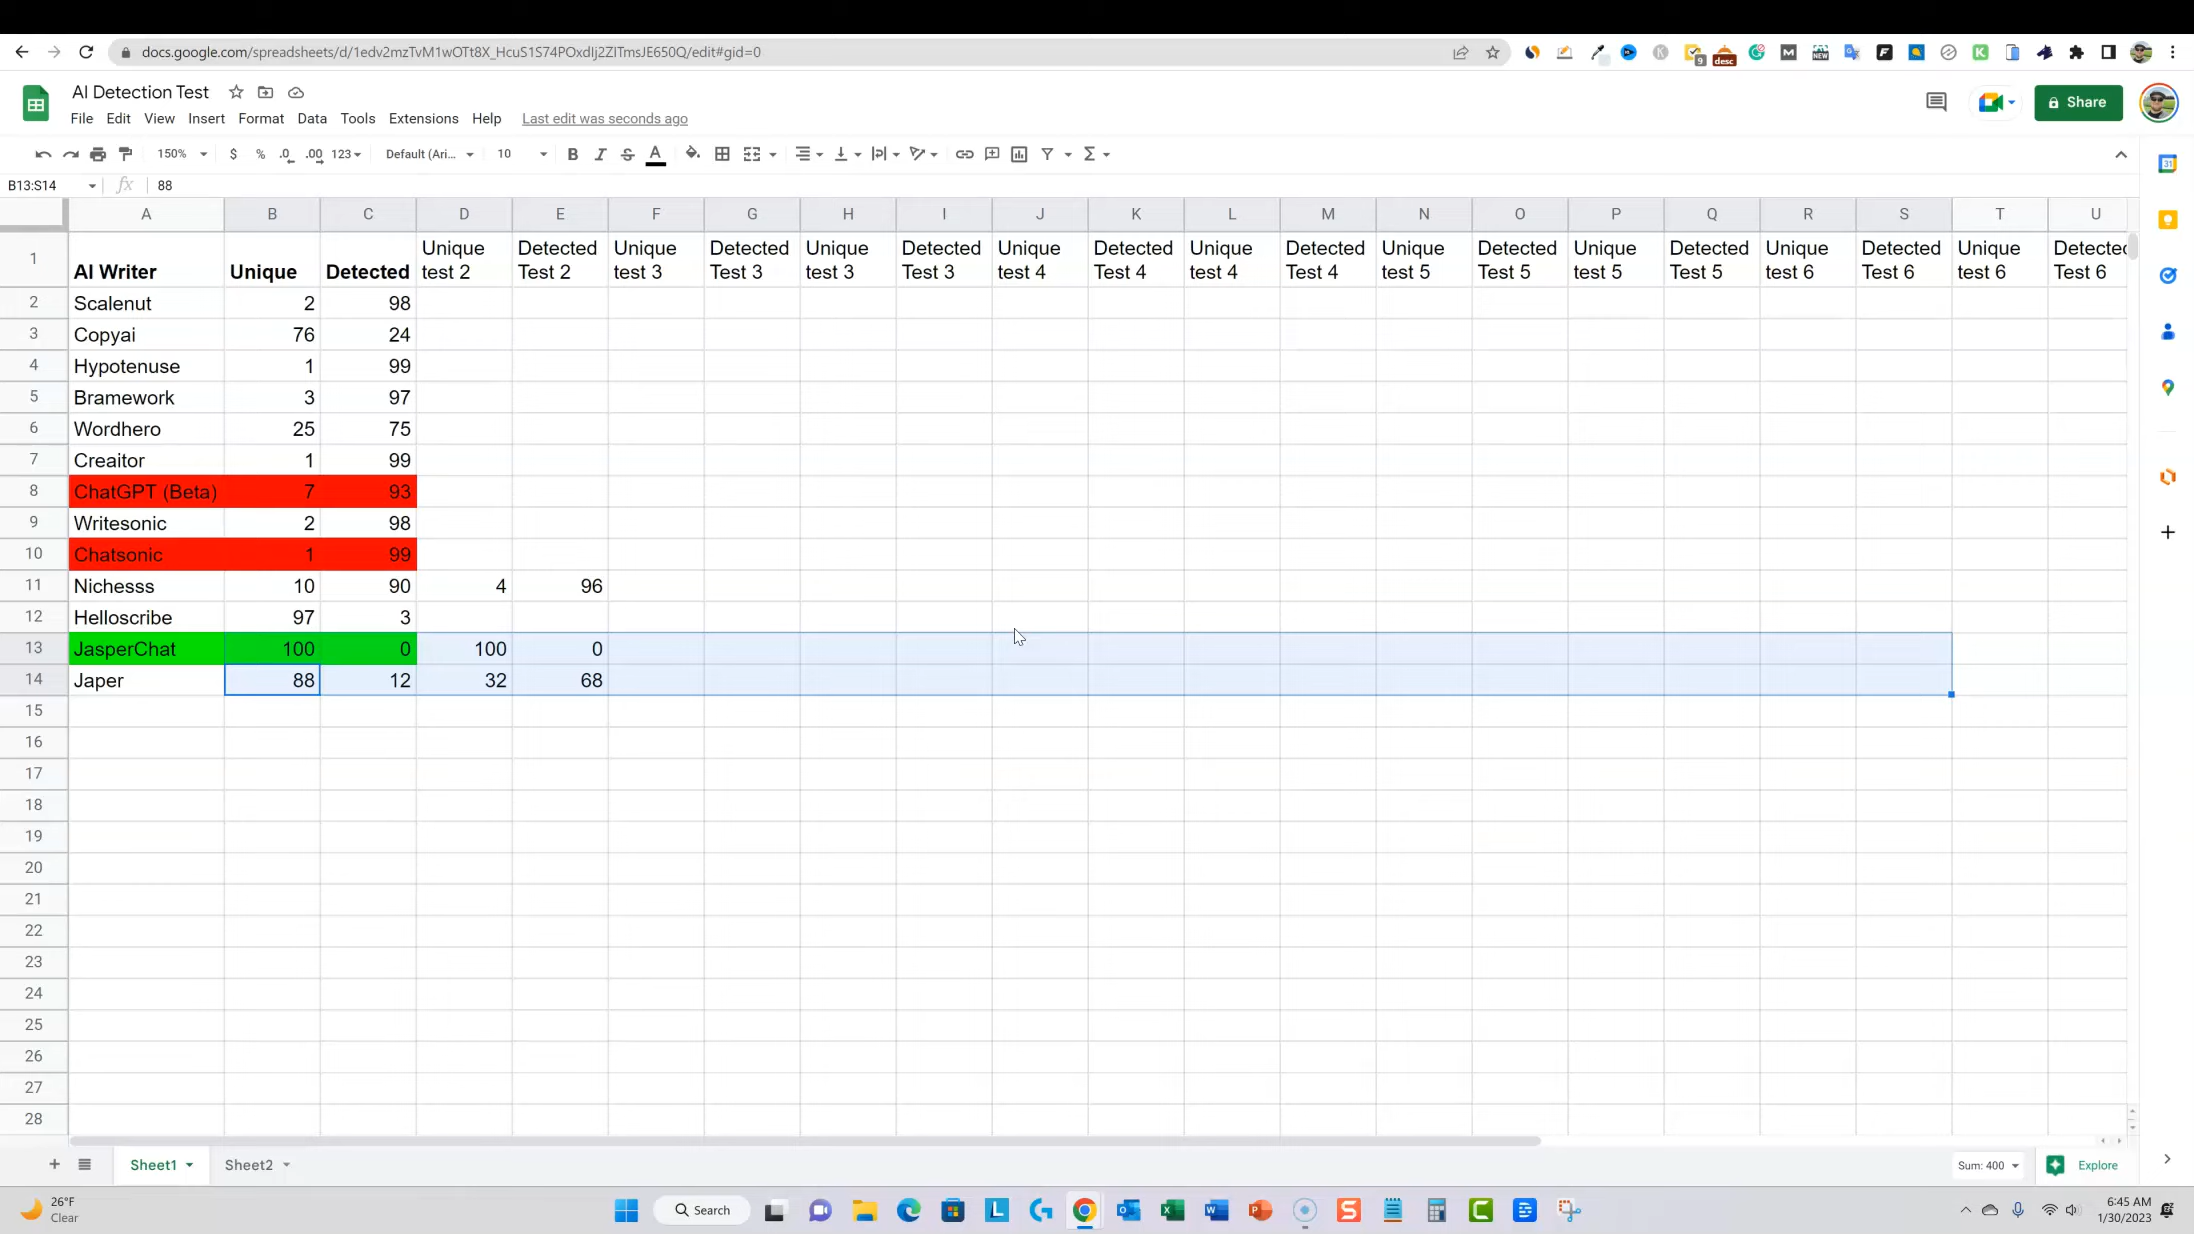 docs.google.com/spreadsheets/d/1edv2mzTvM1wOTt8X_HcuS1S74POxdIj2ZITmsJE650Q/edit#gid=0
9
desc
NEW
AI Detection Test
Share
File Edit View Insert Format Data Tools Extensions Help Last edit was seconds ago
150% $ % .0 .00 123 Default (Ari... 10 B I S A
B13:S14 fx 88
A B C D E F G H I J K L M N O P Q R S T U
1 AI Writer Unique Detected Unique test 2 Detected Test 2 Unique test 3 Detected Test 3 Unique test 3 Detected Test 3 Unique test 4 Detected Test 4 Unique test 4 Detected Test 4 Unique test 5 Detected Test 5 Unique test 5 Detected Test 5 Unique test 6 Detected Test 6 Unique test 6 Detected Test 6
2 Scalenut 2 98
3 Copyai 76 24
4 Hypotenuse 1 99
5 Bramework 3 97
6 Wordhero 25 75
7 Creaitor 1 99
8 ChatGPT (Beta) 7 93
9 Writesonic 2 98
10 Chatsonic 1 99
11 Nichesss 10 90 4 96
12 Helloscribe 97 3
13 JasperChat 100 0 100 0
14 Japer 88 12 32 68
15
16
17
18
19
20
21
22
23
24
25
26
27
28
Sheet1 Sheet2 Sum: 400 Explore
26°F
Clear
Search
6:45 AM
1/30/2023